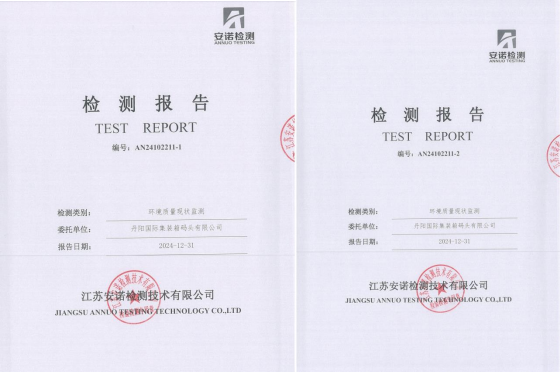 安诺检测
ANNUO TESTING
检 测 报 告
TEST REPORT
编号：AN24102211-1
检测类别： 环境质量现状监测
委托单位： 丹阳国际集装箱码头有限公司
报告日期： 2024-12-31
江苏安诺检测技术有限公司
JIANGSU ANNUO TESTING TECHNOLOGY CO.,LTD
安诺检测
ANNUO TESTING
检 测 报 告
TEST REPORT
编号：AN24102211-2
检测类别： 环境质量现状监测
委托单位： 丹阳国际集装箱码头有限公司
报告日期： 2024-12-31
江苏安诺检测技术有限公司
JIANGSU ANNUO TESTING TECHNOLOGY CO.,LTD